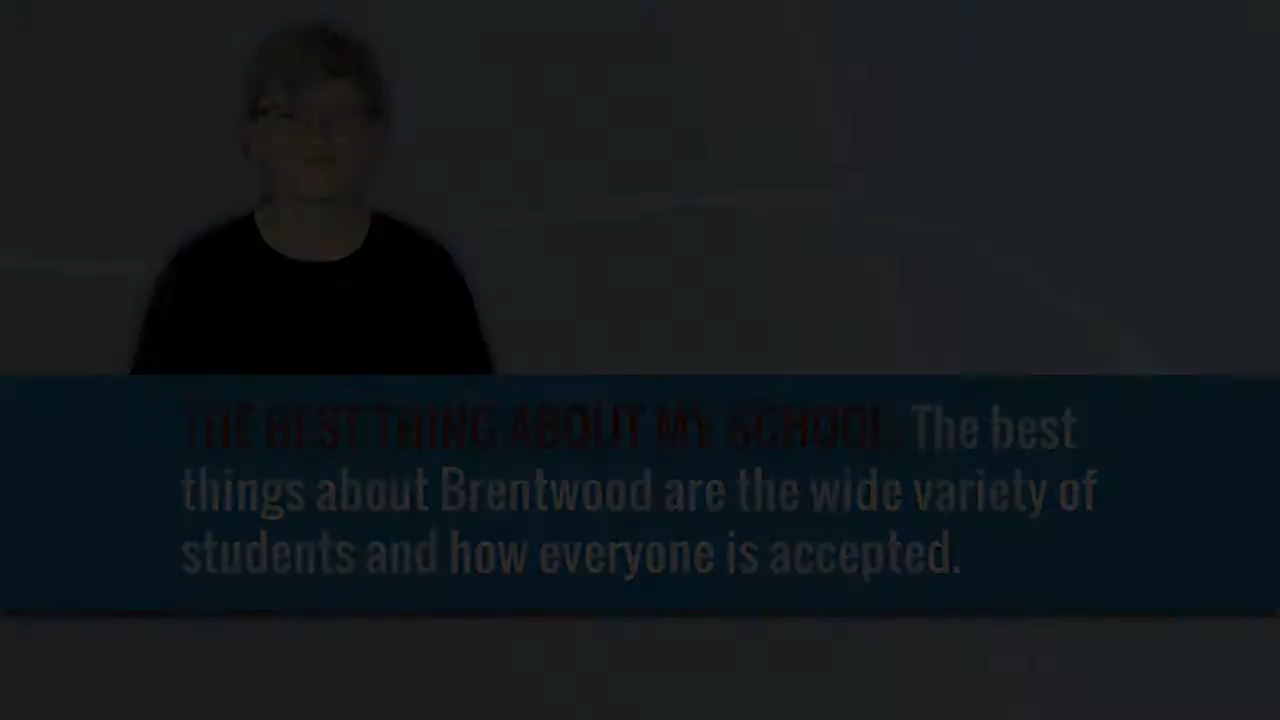 THE BEST THING ABOUT MY SCHOOL: The best
things about Brentwood are the wide variety of
students and how everyone is accepted.